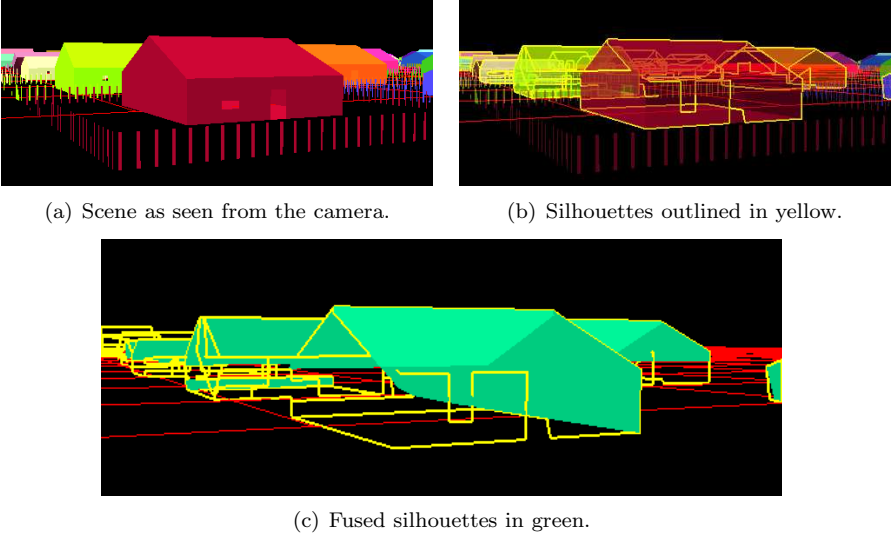 (a) Scene as seen from the camera.
(b) Silhouettes outlined in yellow.
(c) Fused silhouettes in green.